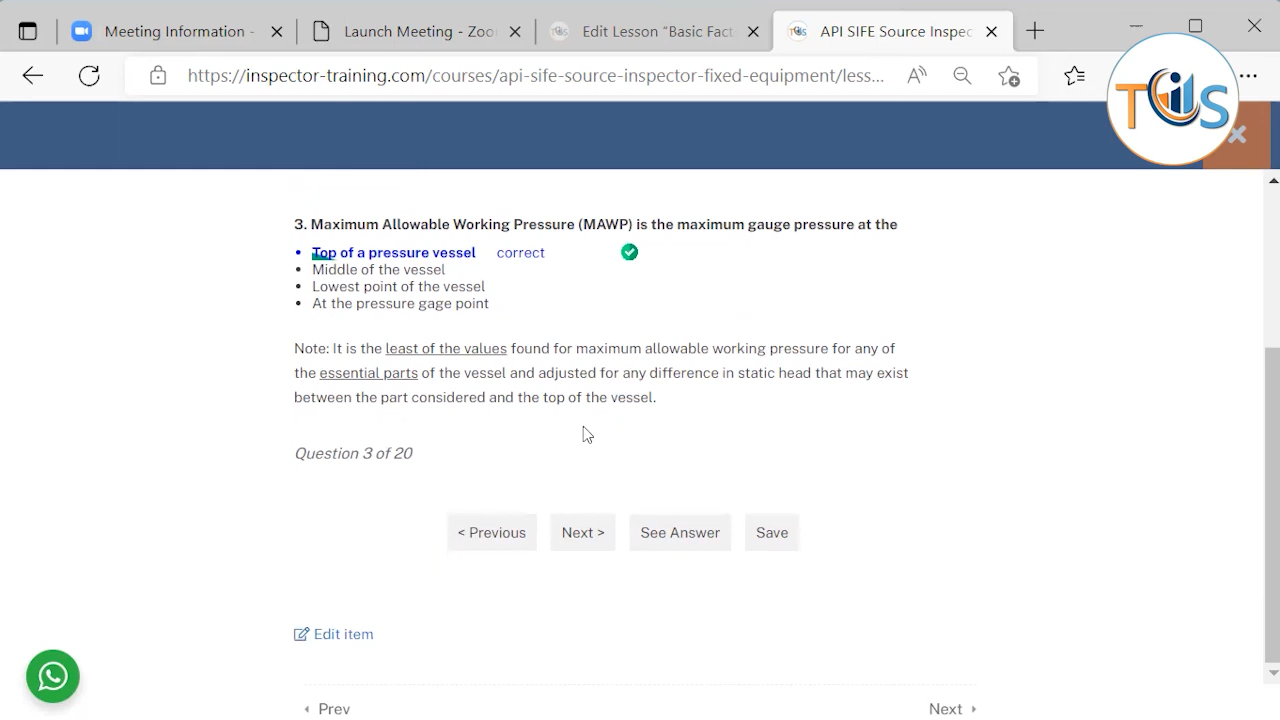 Meeting Information -
Launch Meeting - Zoo
Edit Lesson "Basic Fact
API SIFE Source Inspec
https://inspector-training.com/courses/api-sife-source-inspector-fixed-equipment/less...
TIS
3. Maximum Allowable Working Pressure (MAWP) is the maximum gauge pressure at the
• Top of a pressure vessel correct
• Middle of the vessel
• Lowest point of the vessel
• At the pressure gage point
Note: It is the least of the values found for maximum allowable working pressure for any of
the essential parts of the vessel and adjusted for any difference in static head that may exist
between the part considered and the top of the vessel.
Question 3 of 20
< Previous
Next >
See Answer
Save
Edit item
Prev
Next